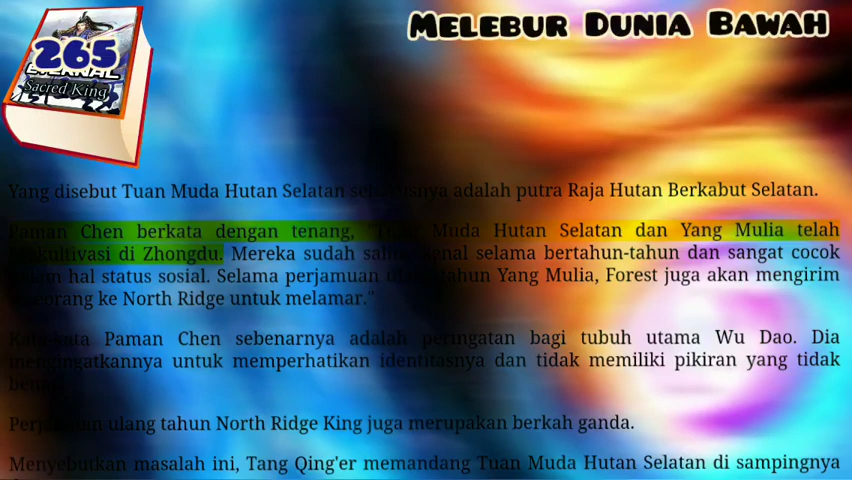 Melebur Dunia Bawah
265
ETERNAL
Sacred King
Yang disebut Tuan Muda Hutan Selatan seharusnya adalah putra Raja Hutan Berkabut Selatan.
Paman Chen berkata dengan tenang, "Tuan Muda Hutan Selatan dan Yang Mulia telah
berkultivasi di Zhongdu. Mereka sudah saling kenal selama bertahun-tahun dan sangat cocok
dalam hal status sosial. Selama perjamuan ulang tahun Yang Mulia, Forest juga akan mengirim
seseorang ke North Ridge untuk melamar."
Kata-kata Paman Chen sebenarnya adalah peringatan bagi tubuh utama Wu Dao. Dia
mengingatkannya untuk memperhatikan identitasnya dan tidak memiliki pikiran yang tidak
benar.
Perjamuan ulang tahun North Ridge King juga merupakan berkah ganda.
Menyebutkan masalah ini, Tang Qing'er memandang Tuan Muda Hutan Selatan di sampingnya